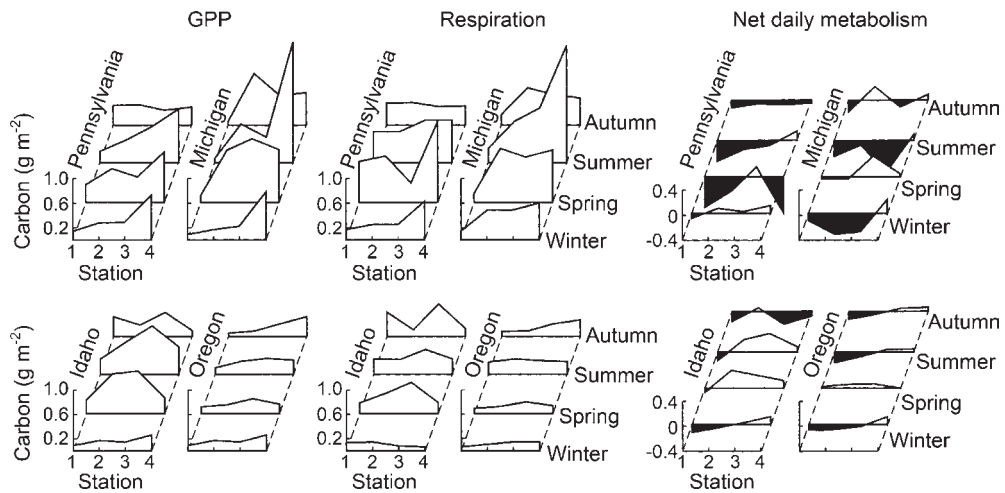 GPP
Respiration
Net daily metabolism
Carbon (g m⁻²)
1.0
0.6
0.2
Pennsylvania
Michigan
1 2 3 4
Station
Pennsylvania
Michigan
Autumn
Summer
Spring
Winter
1.0
0.6
0.2
1 2 3 4
Station
Pennsylvania
Michigan
Autumn
Summer
Spring
Winter
0.4
0
-0.4
1 2 3 4
Station
Carbon (g m⁻²)
1.0
0.6
0.2
Idaho
Oregon
Autumn
Summer
Spring
Winter
1 2 3 4
Station
1.0
0.6
0.2
Idaho
Oregon
Autumn
Summer
Spring
Winter
1 2 3 4
Station
0.4
0
-0.4
Idaho
Oregon
1 2 3 4
Station